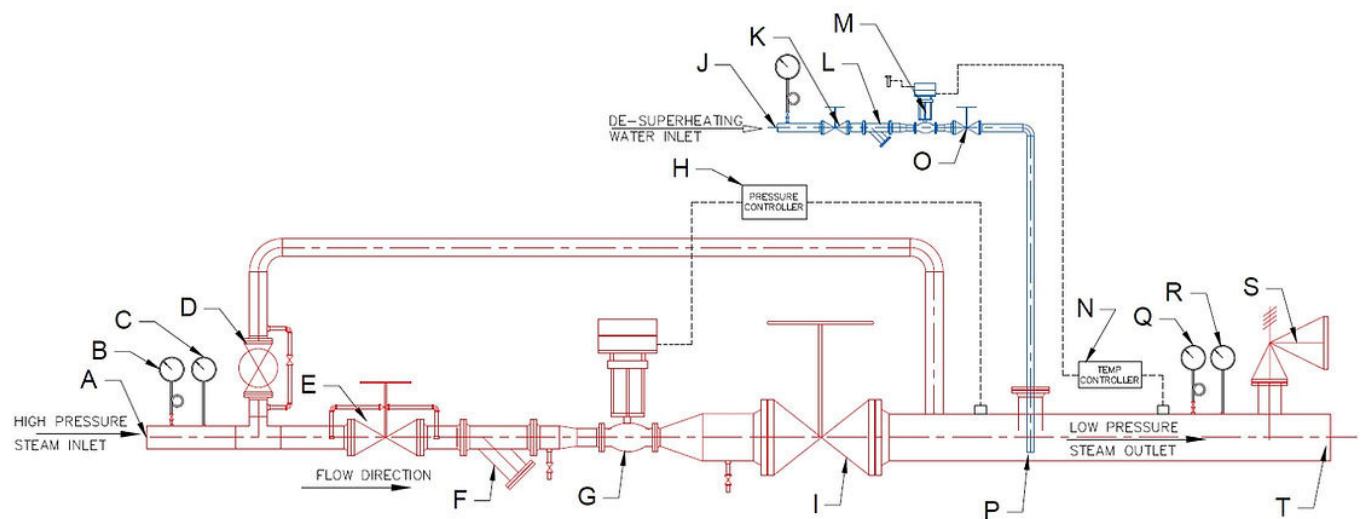 J
K
L
M
DE-SUPERHEATING
WATER INLET
O
H
PRESSURE
CONTROLLER
A
B
C
D
E
HIGH PRESSURE
STEAM INLET
FLOW DIRECTION
F
G
I
P
N
TEMP
CONTROLLER
Q
R
S
LOW PRESSURE
STEAM OUTLET
T